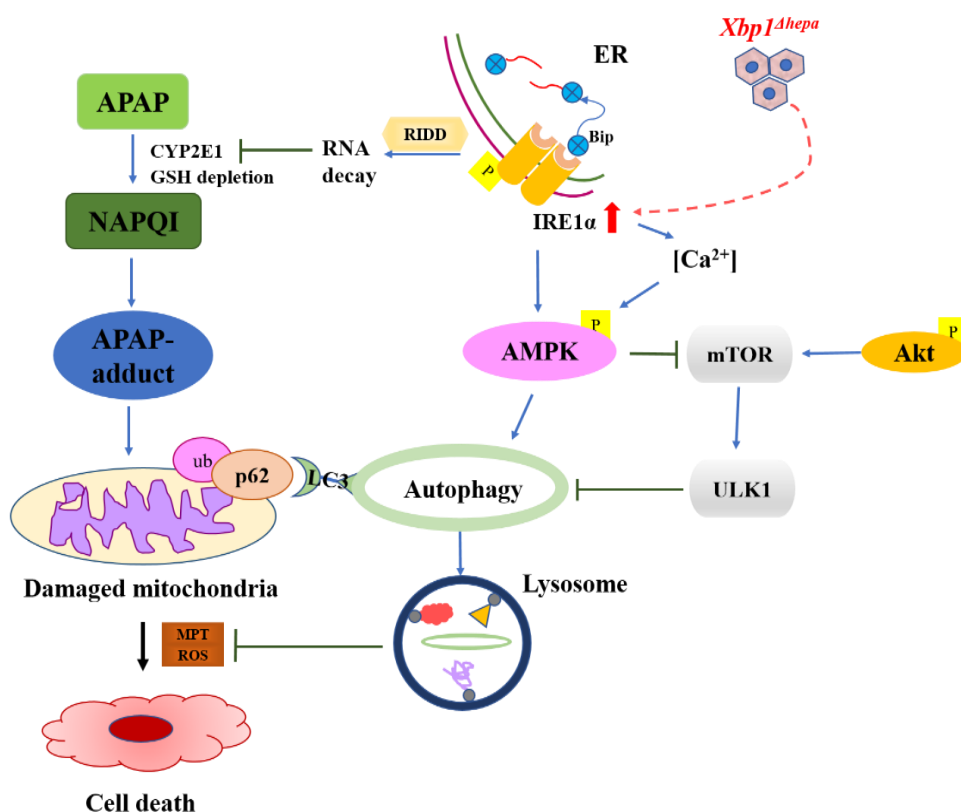 Xbp1Δhepa
ER
APAP
Bip
RIDD
CYP2E1
GSH depletion
RNA
decay
P
NAPQI
IRE1α
[Ca²⁺]
P
P
APAP-
adduct
AMPK
mTOR
Akt
ub
p62
LC3
Autophagy
ULK1
Damaged mitochondria
Lysosome
MPT
ROS
Cell death